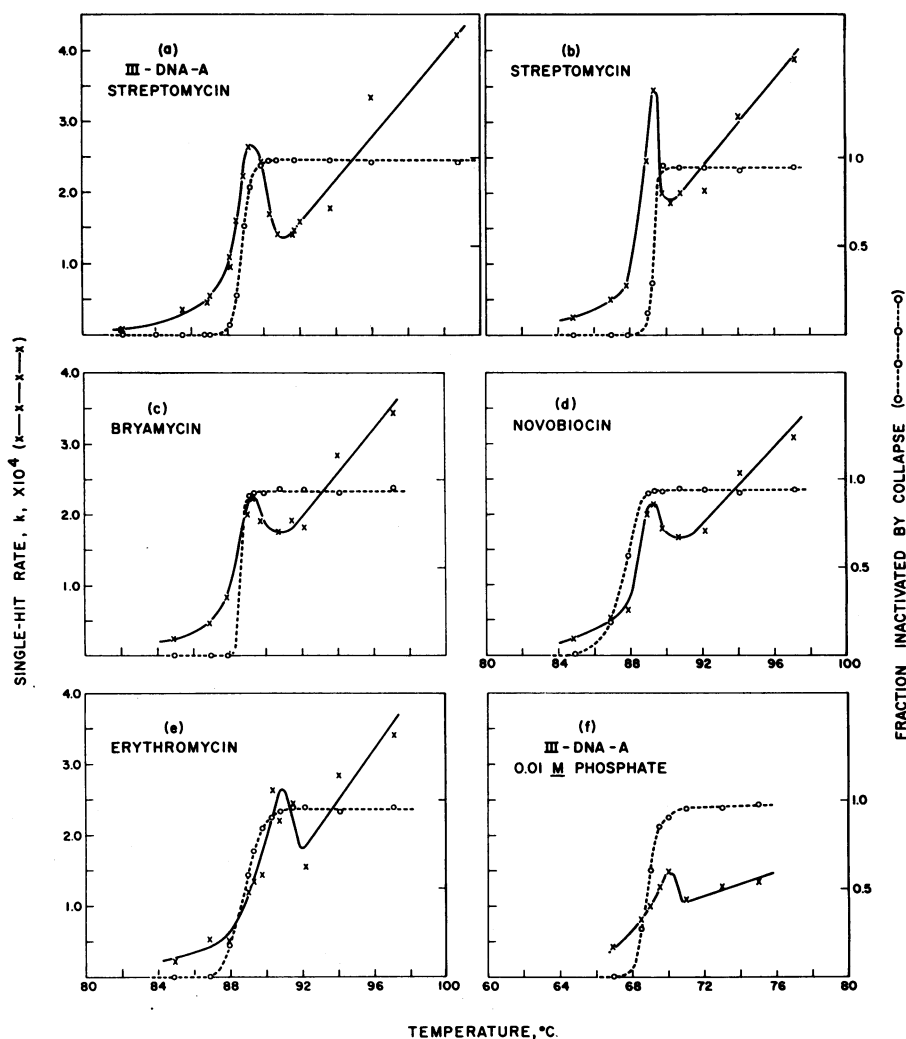 (a)
III - DNA - A
STREPTOMYCIN
4.0
3.0
2.0
1.0
(b)
STREPTOMYCIN
1.0
0.5
(c)
BRYAMYCIN
4.0
3.0
2.0
1.0
(d)
NOVOBIOCIN
1.0
0.5
80 84 88 92 96 100
(e)
ERYTHROMYCIN
4.0
3.0
2.0
1.0
80 84 88 92 96 100
(f)
III - DNA - A
0.01 M PHOSPHATE
1.0
0.5
60 64 68 72 76 80
SINGLE-HIT RATE, k, X10⁴ (x—x—x—x)
FRACTION INACTIVATED BY COLLAPSE (o---o---o---o)
TEMPERATURE, °C.